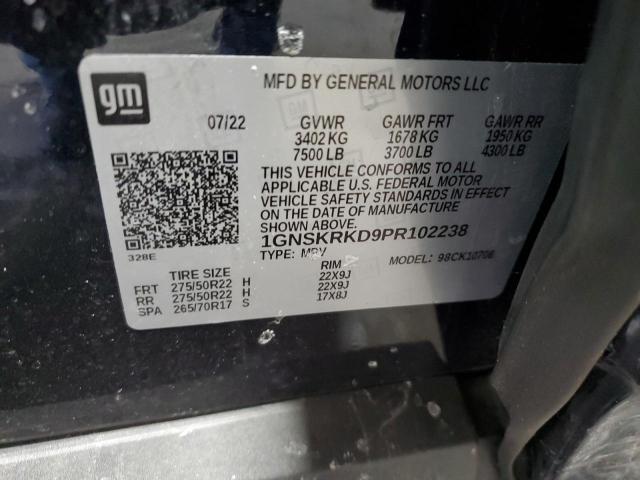 gm
MFD BY GENERAL MOTORS LLC
07/22 GVWR GAWR FRT GAWR RR
3402 KG 1678 KG 1950 KG
7500 LB 3700 LB 4300 LB
THIS VEHICLE CONFORMS TO ALL
APPLICABLE U.S. FEDERAL MOTOR
VEHICLE SAFETY STANDARDS IN EFFECT
ON THE DATE OF MANUFACTURE
1GNSKRKD9PR102238
TYPE: MPV MODEL: 98CK10706
328E
TIRE SIZE RIM
FRT 275/50R22 H 22X9J
RR 275/50R22 H 22X9J
SPA 265/70R17 S 17X8J